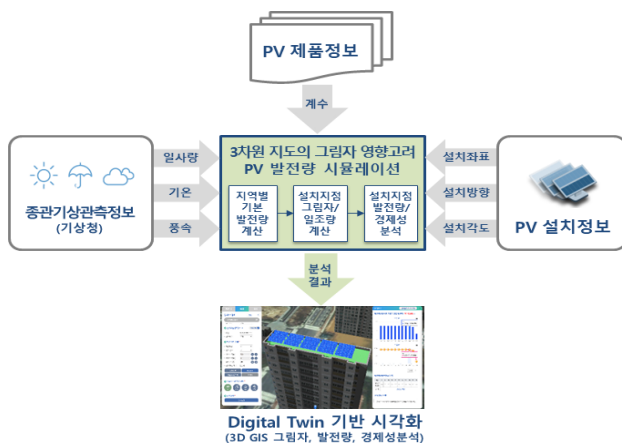 PV 제품정보
계수
일사량
기온
풍속
종관기상관측정보
(기상청)
3차원 지도의 그림자 영향고려
PV 발전량 시뮬레이션
지역별
기본
발전량
계산
설치지점
그림자/
일조량
계산
설치지점
발전량/
경제성
분석
설치좌표
설치방향
설치각도
PV 설치정보
분석
결과
Digital Twin 기반 시각화
(3D GIS 그림자, 발전량, 경제성분석)